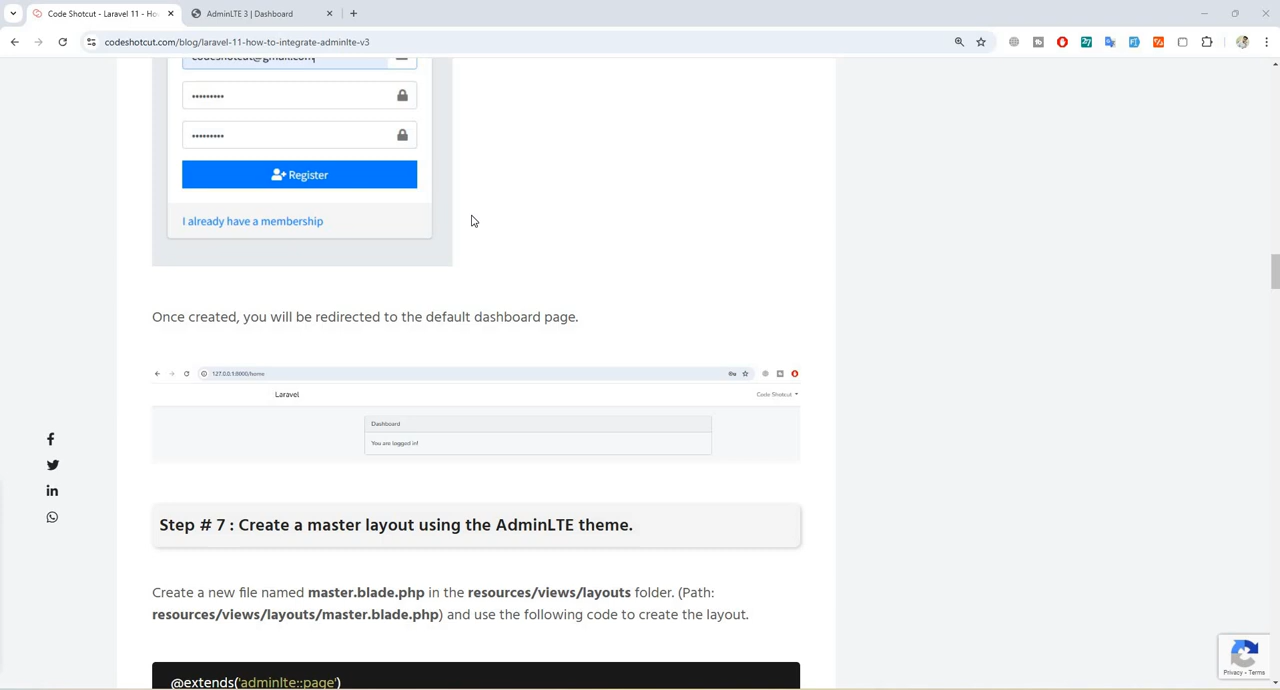 Code Shotcut - Laravel 11 - Ho
AdminLTE 3 | Dashboard
codeshotcut.com/blog/laravel-11-how-to-integrate-adminlte-v3
codeshotcut@gmail.com
•••••••••
•••••••••
Register
I already have a membership
Once created, you will be redirected to the default dashboard page.
127.0.0.1:8000/home
Laravel
Code Shotcut
Dashboard
You are logged in!
Step # 7 : Create a master layout using the AdminLTE theme.
Create a new file named master.blade.php in the resources/views/layouts folder. (Path:
resources/views/layouts/master.blade.php) and use the following code to create the layout.
@extends('adminlte::page')
Privacy - Terms